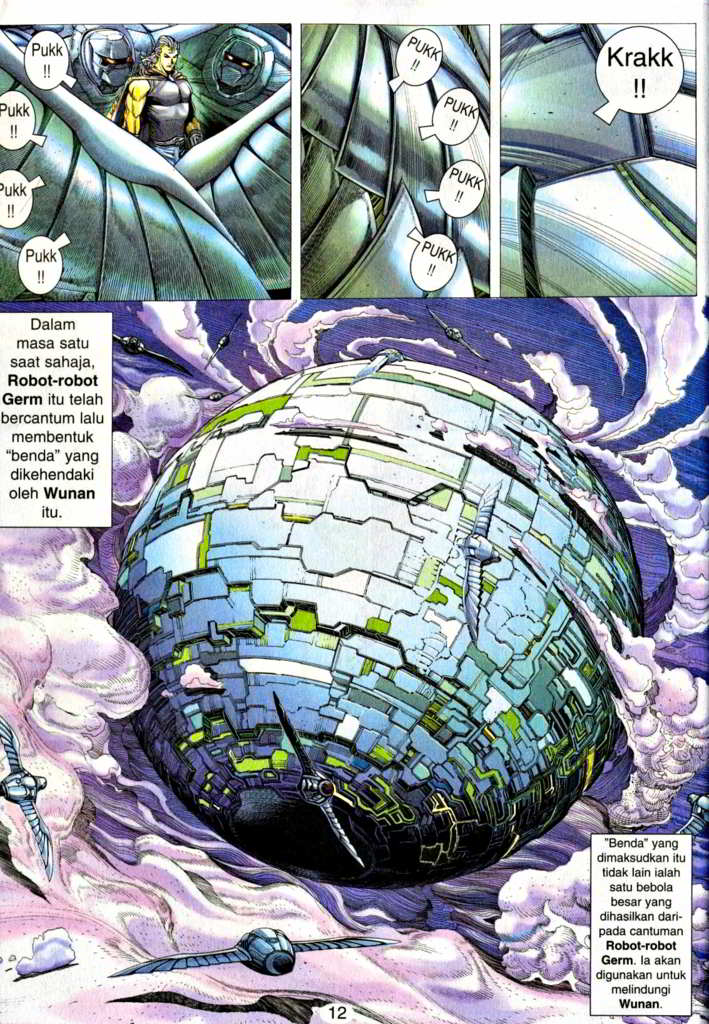 Pukk
!!
Pukk
!!
Pukk
!!
Pukk
!!
PUKK
!!
PUKK
!!
PUKK
!!
PUKK
!!
Krakk
!!
Dalam
masa satu
saat sahaja,
Robot-robot
Germ itu telah
bercantum lalu
membentuk
“benda” yang
dikehendaki
oleh Wunan
itu.
"Benda" yang
dimaksudkan itu
tidak lain ialah
satu bebola
besar yang
dihasilkan dari-
pada cantuman
Robot-robot
Germ. Ia akan
digunakan untuk
melindungi
Wunan.
12